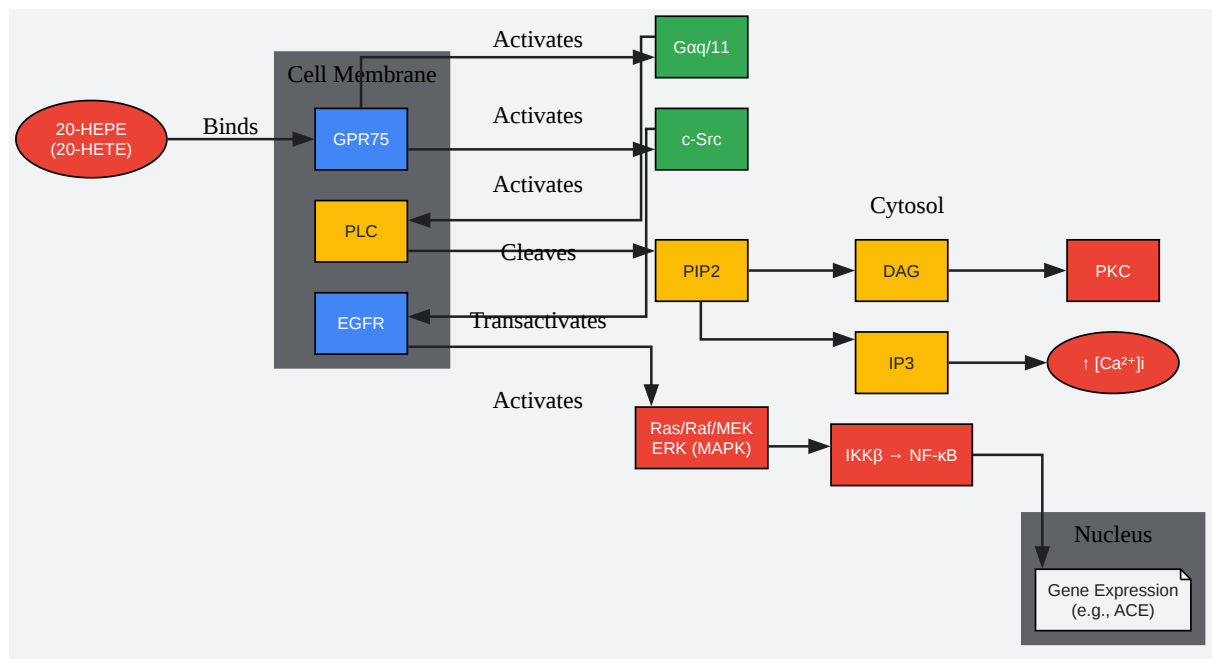 Activates
Gαq/11
Cell Membrane
20-HEPE
(20-HETE)
Binds
GPR75
Activates
c-Src
Activates
PLC
Cytosol
Cleaves
PIP2
DAG
PKC
EGFR
Transactivates
IP3
↑ [Ca²⁺]i
Activates
Ras/Raf/MEK
ERK (MAPK)
IKKβ → NF-κB
Nucleus
Gene Expression
(e.g., ACE)